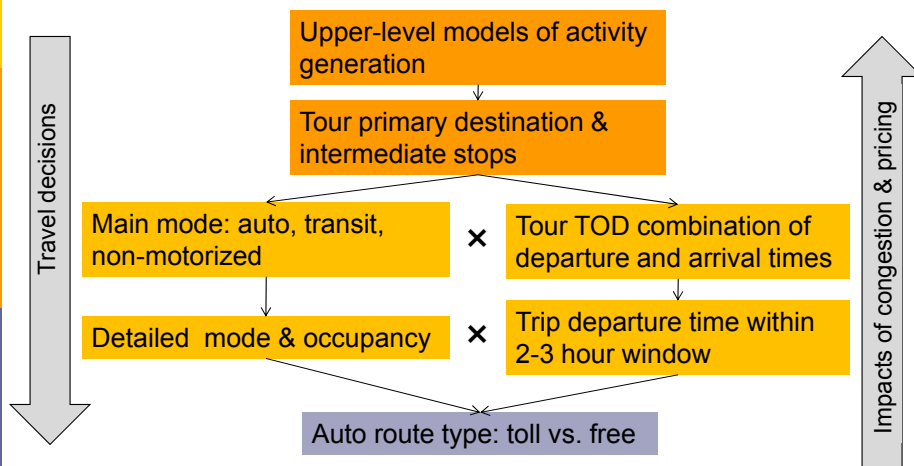 Upper-level models of activity
generation
Travel decisions
Tour primary destination &
intermediate stops
Main mode: auto, transit,
non-motorized
×
Tour TOD combination of
departure and arrival times
Detailed mode & occupancy
×
Trip departure time within
2-3 hour window
Auto route type: toll vs. free
Impacts of congestion & pricing